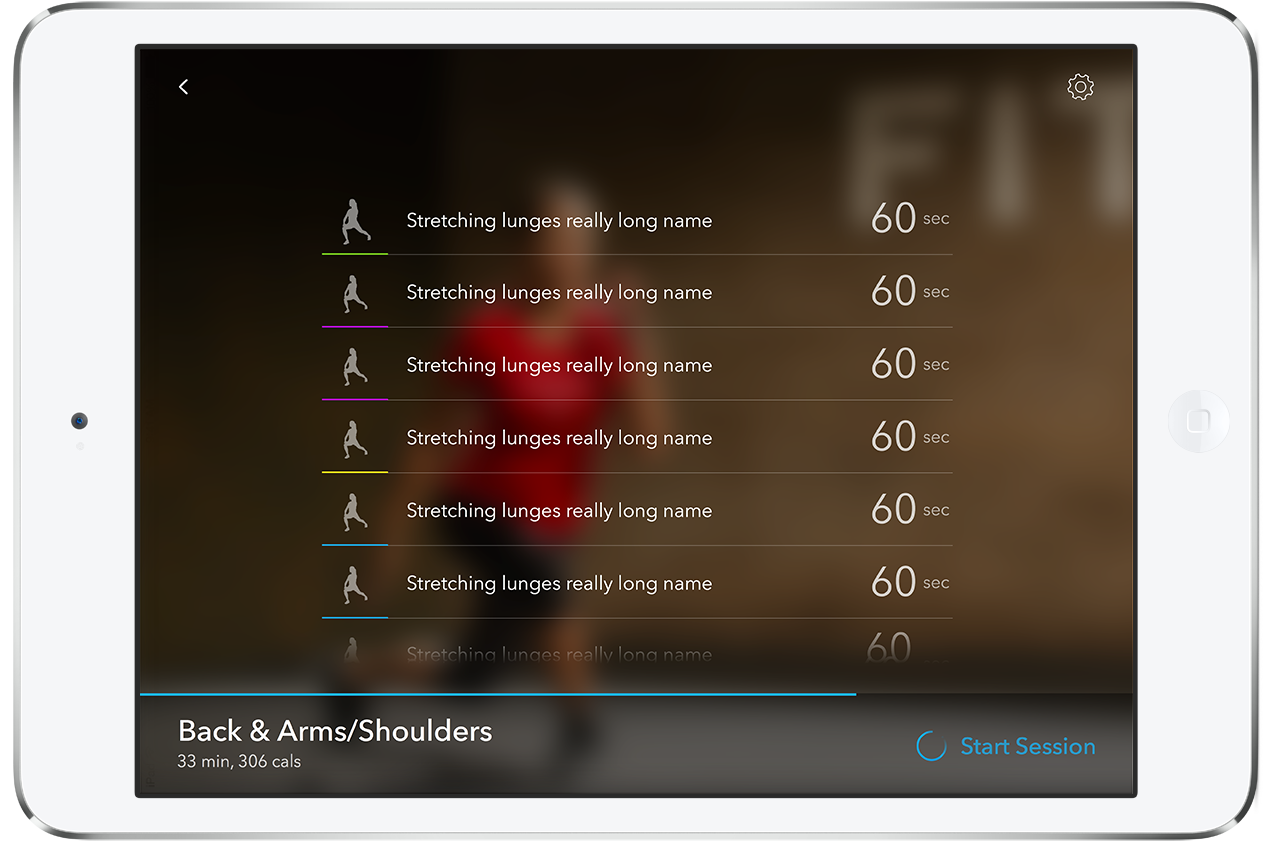 FIT
Stretching lunges really long name 60 sec
Stretching lunges really long name 60 sec
Stretching lunges really long name 60 sec
Stretching lunges really long name 60 sec
Stretching lunges really long name 60 sec
Stretching lunges really long name 60 sec
Stretching lunges really long name 60 sec
Back & Arms/Shoulders
33 min, 306 cals
Start Session